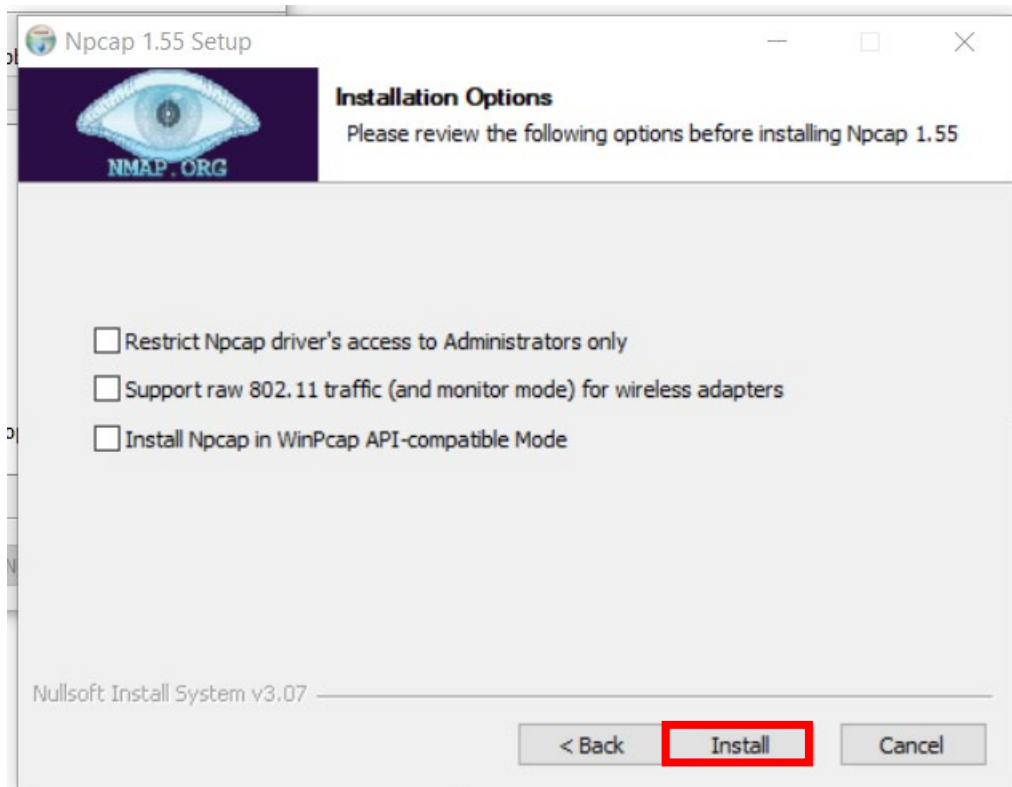 Npcap 1.55 Setup
NMAP.ORG
Installation Options
Please review the following options before installing Npcap 1.55
Restrict Npcap driver's access to Administrators only
Support raw 802.11 traffic (and monitor mode) for wireless adapters
Install Npcap in WinPcap API-compatible Mode
Nullsoft Install System v3.07
< Back
Install
Cancel